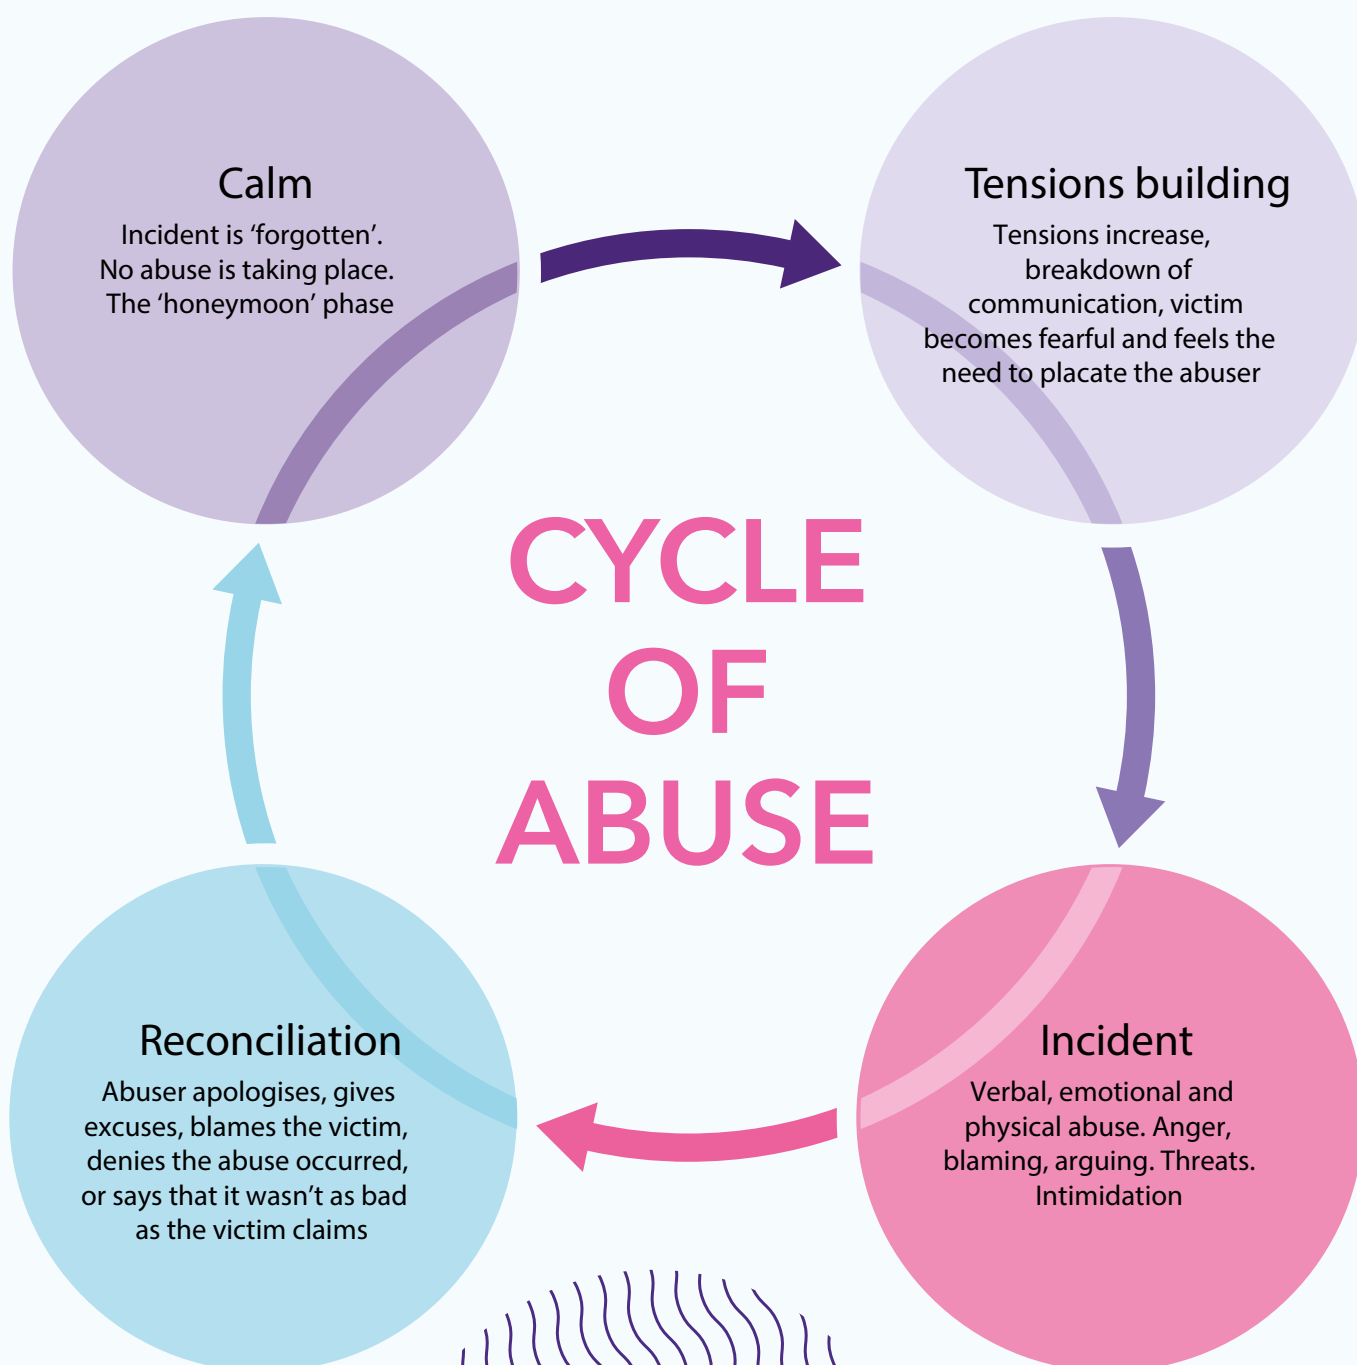 Calm
Incident is ‘forgotten’.
No abuse is taking place.
The ‘honeymoon’ phase
Tensions building
Tensions increase,
breakdown of
communication, victim
becomes fearful and feels the
need to placate the abuser
CYCLE
OF
ABUSE
Reconciliation
Abuser apologises, gives
excuses, blames the victim,
denies the abuse occurred,
or says that it wasn’t as bad
as the victim claims
Incident
Verbal, emotional and
physical abuse. Anger,
blaming, arguing. Threats.
Intimidation